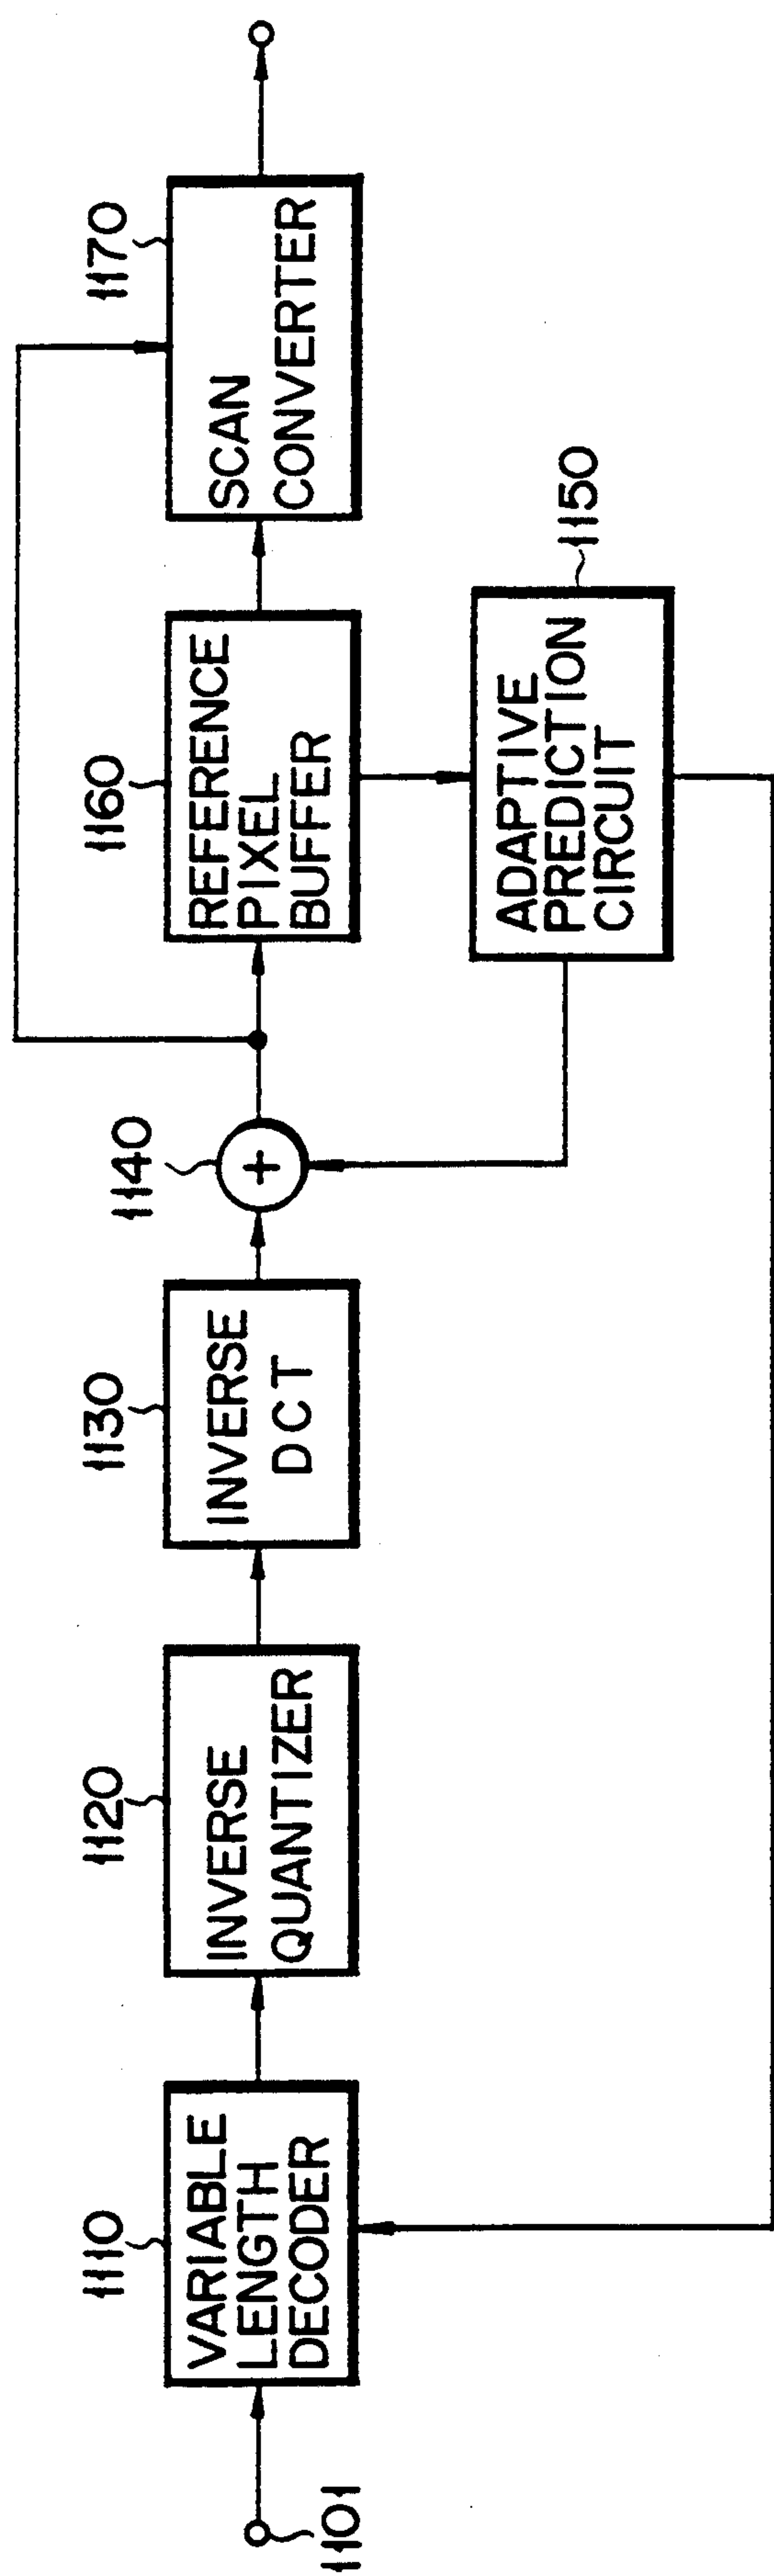 1101
1110
VARIABLE
LENGTH
DECODER
1120
INVERSE
QUANTIZER
1130
INVERSE
DCT
1140
+
1160
REFERENCE
PIXEL
BUFFER
1150
ADAPTIVE
PREDICTION
CIRCUIT
1170
SCAN
CONVERTER